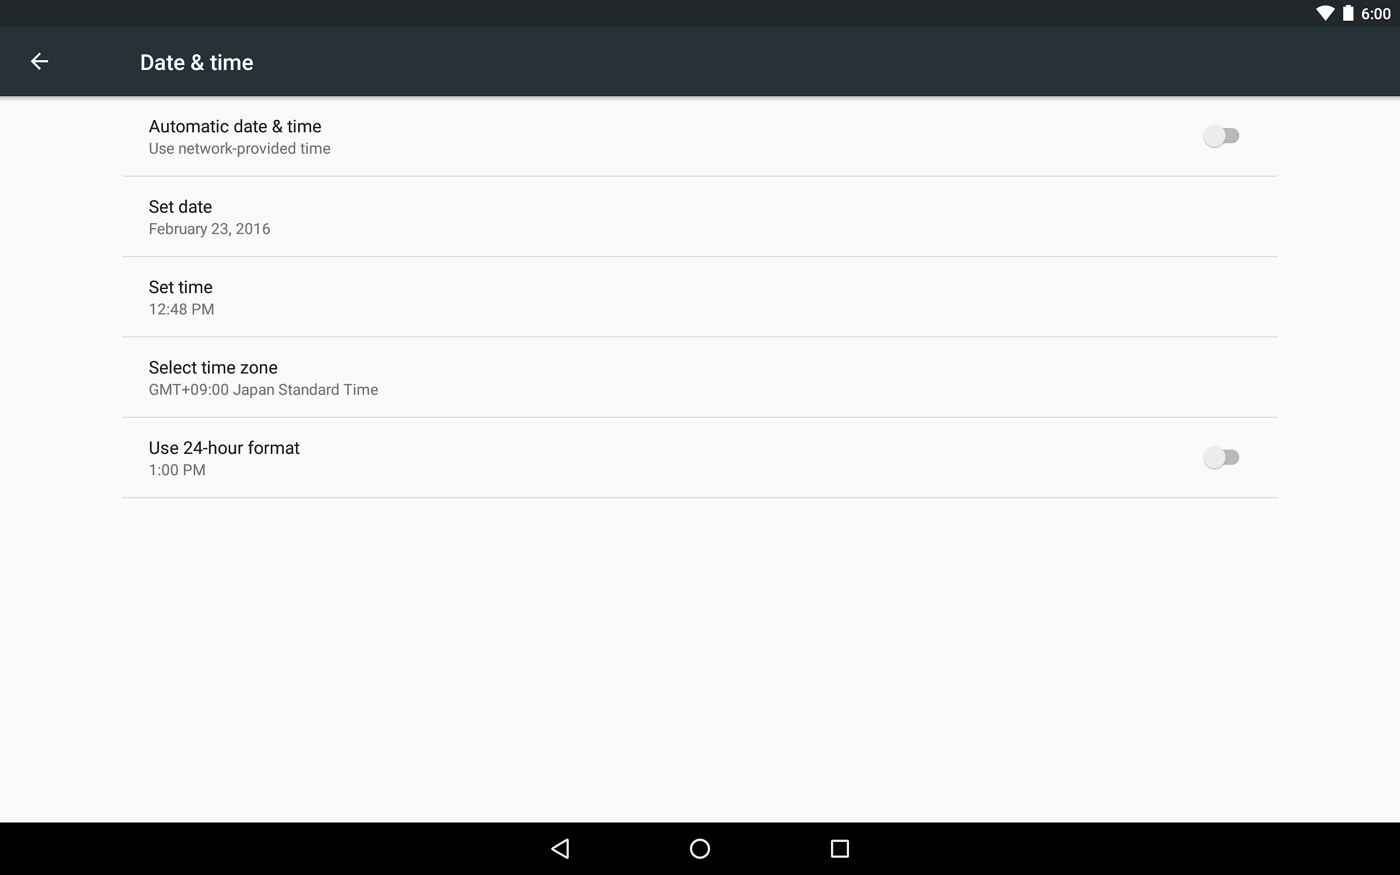 6:00
Date & time
Automatic date & time
Use network-provided time
Set date
February 23, 2016
Set time
12:48 PM
Select time zone
GMT+09:00 Japan Standard Time
Use 24-hour format
1:00 PM